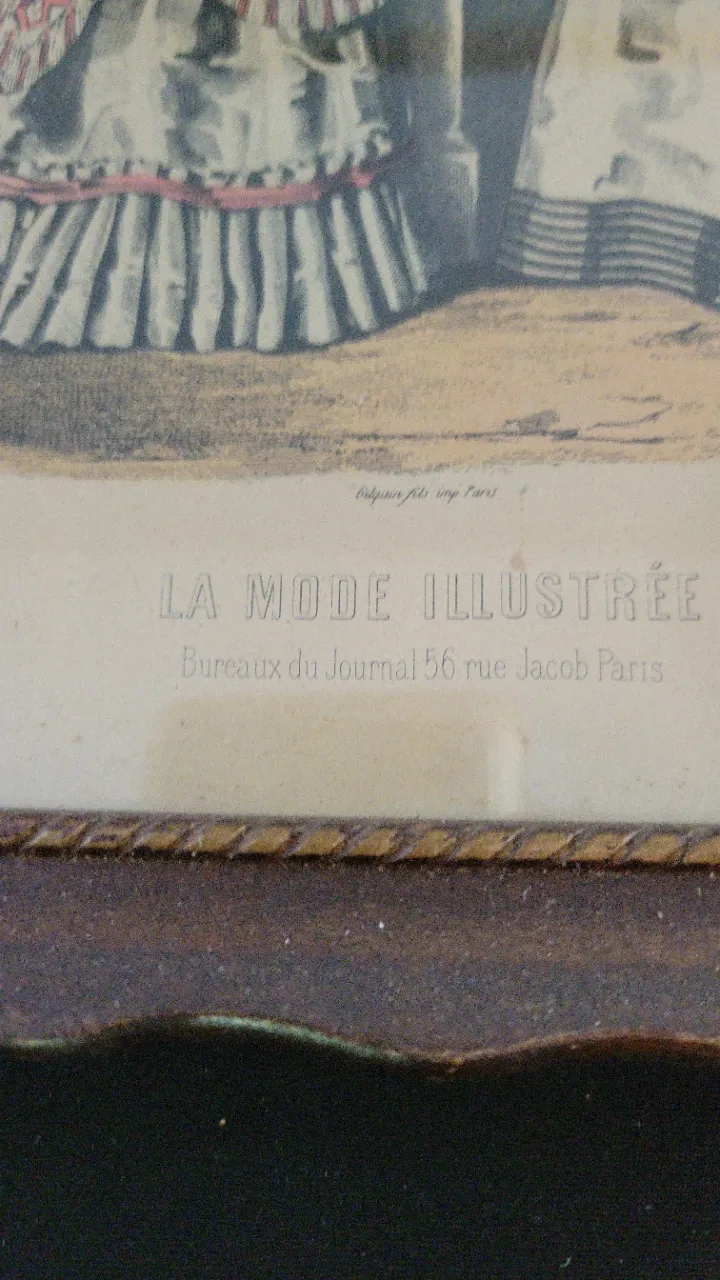 fils imp Paris
LA MODE ILLUSTRÉE
Bureaux du Journal 56 rue Jacob Paris